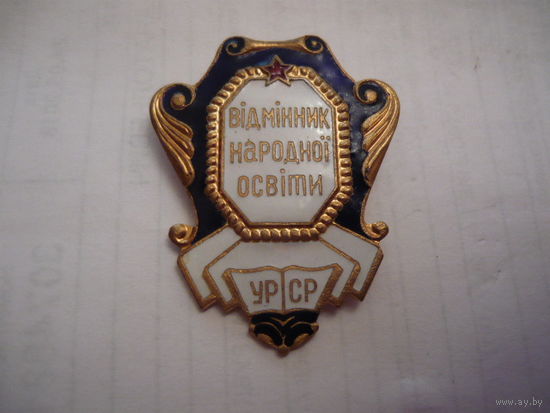 Відмінник
народної
освіти
УРСР
www.ay.by